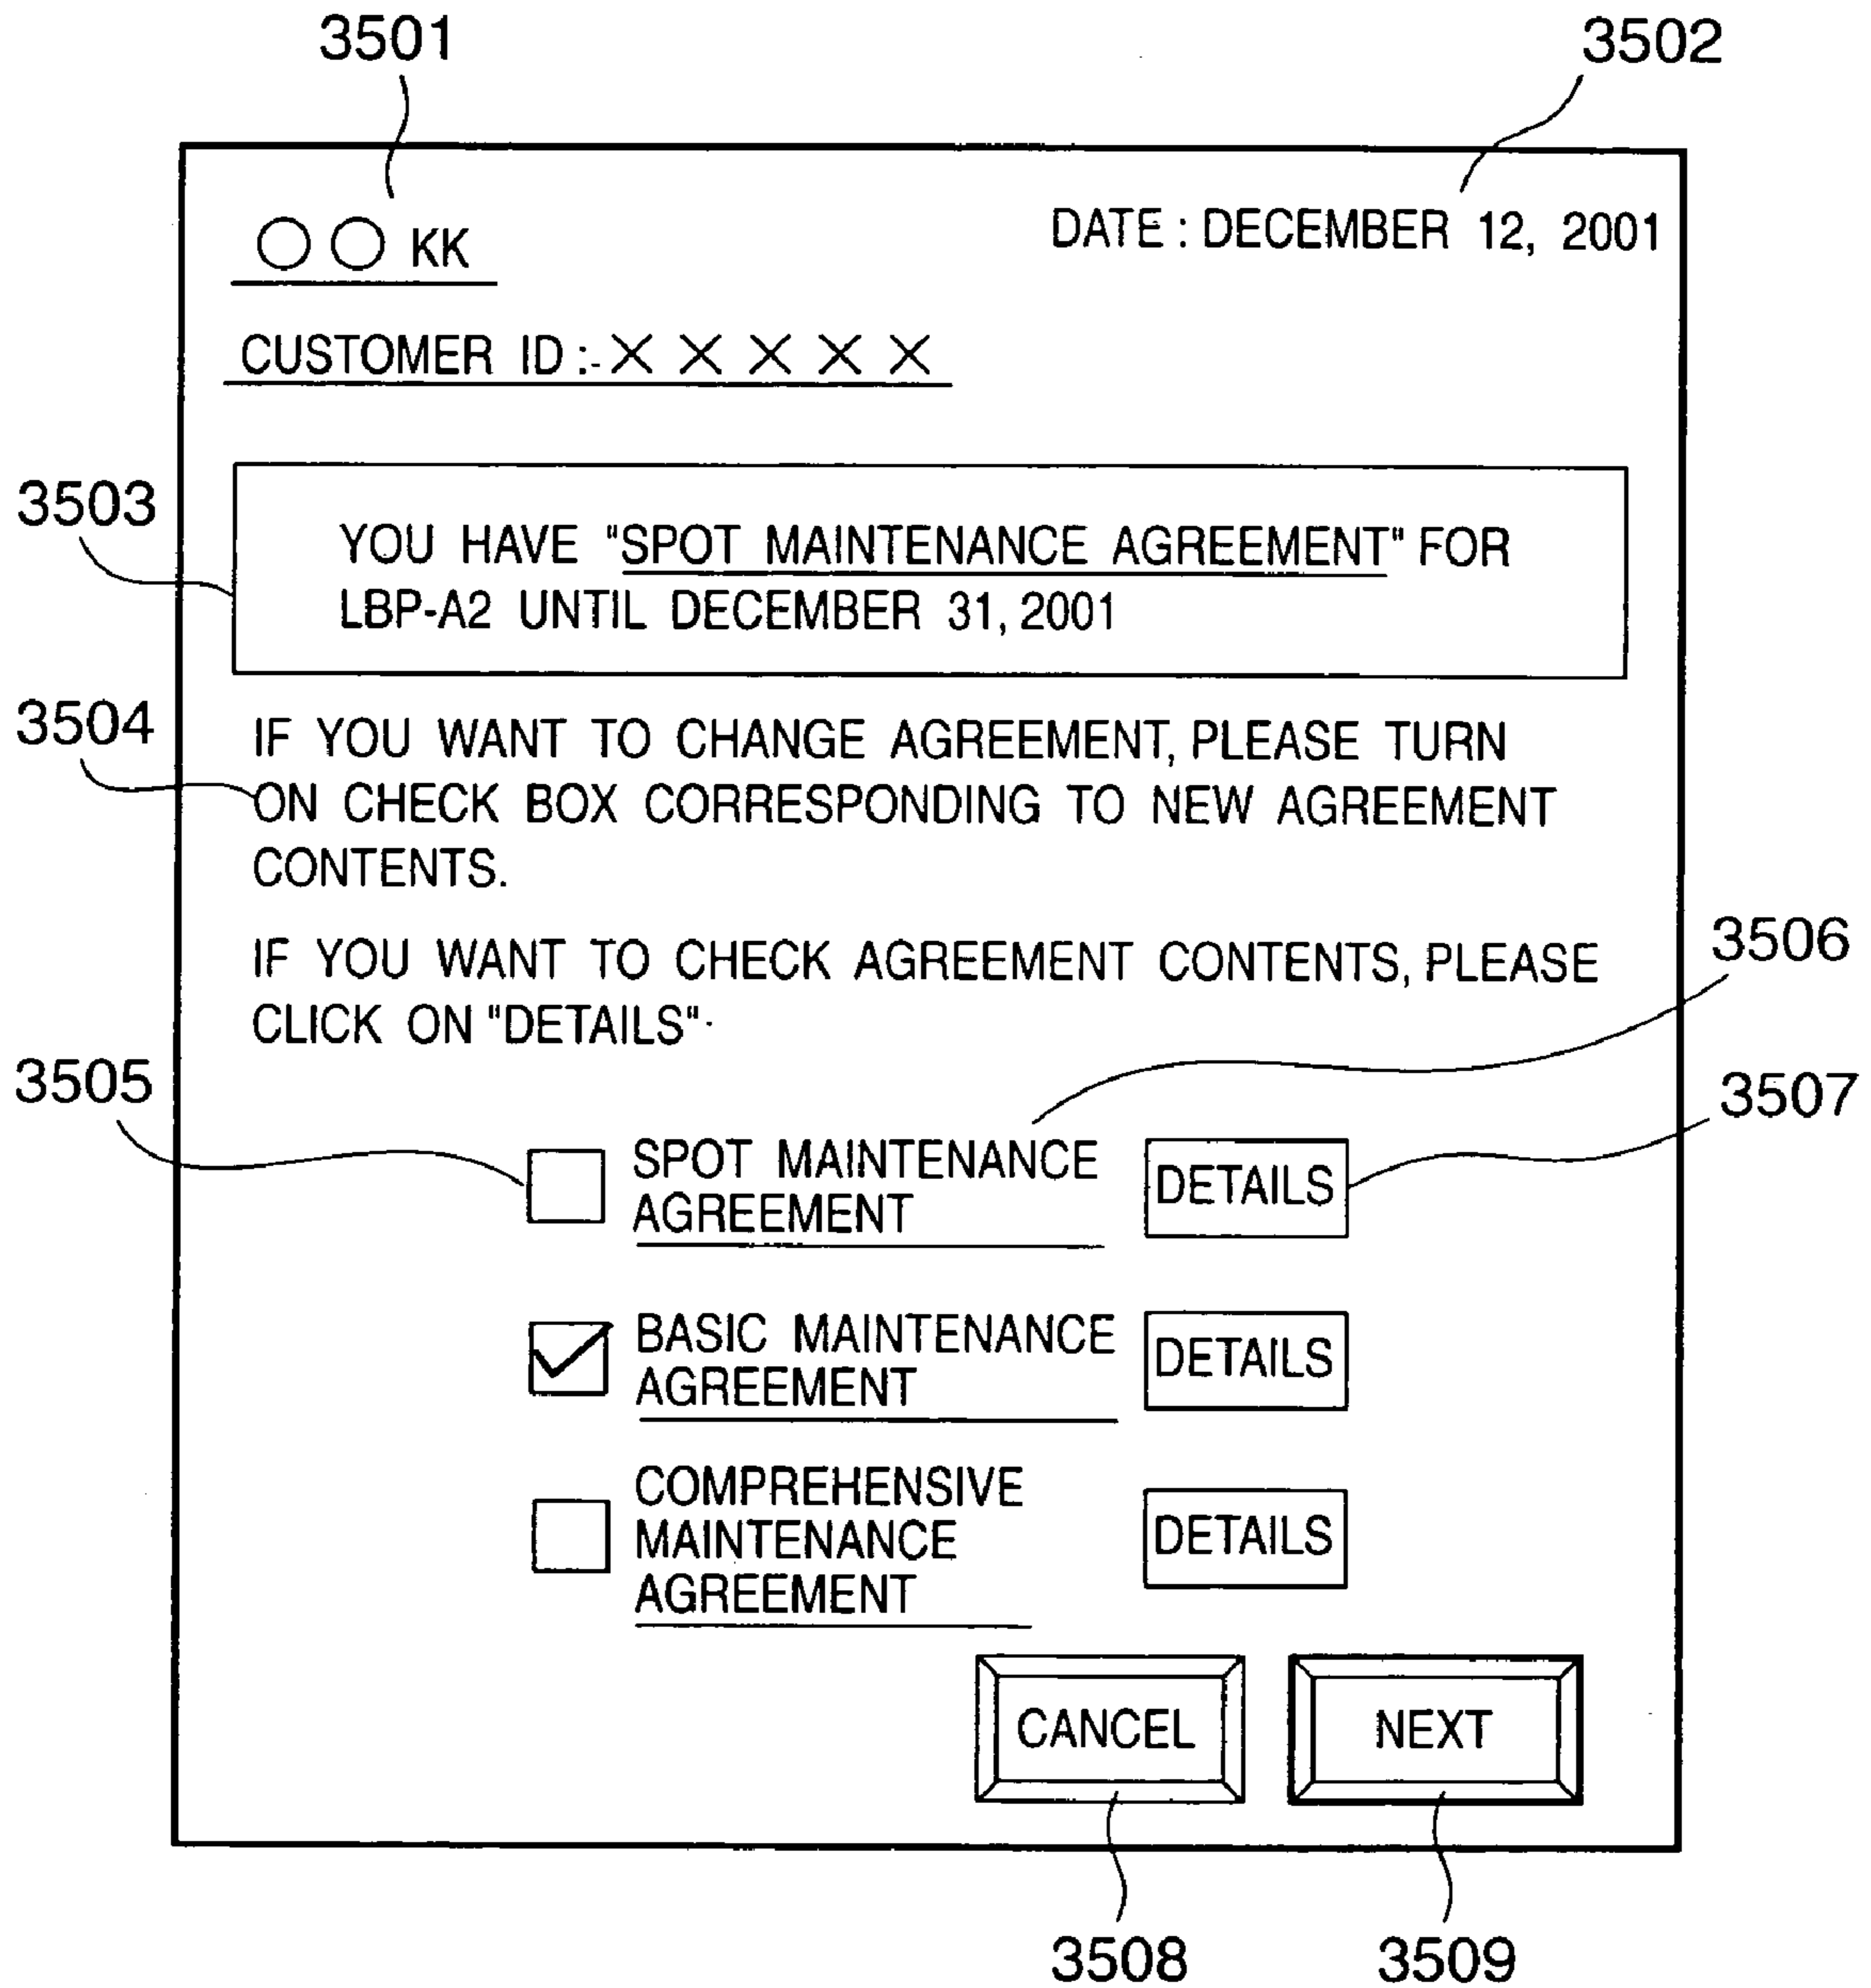 3501
3502
○○ KK
DATE : DECEMBER 12, 2001
CUSTOMER ID : × × × × ×
3503
YOU HAVE "SPOT MAINTENANCE AGREEMENT" FOR
LBP-A2 UNTIL DECEMBER 31, 2001
3504
IF YOU WANT TO CHANGE AGREEMENT, PLEASE TURN
ON CHECK BOX CORRESPONDING TO NEW AGREEMENT
CONTENTS.
IF YOU WANT TO CHECK AGREEMENT CONTENTS, PLEASE
CLICK ON "DETAILS".
3506
3505
3507
SPOT MAINTENANCE
AGREEMENT
DETAILS
BASIC MAINTENANCE
AGREEMENT
DETAILS
COMPREHENSIVE
MAINTENANCE
AGREEMENT
DETAILS
CANCEL
NEXT
3508
3509